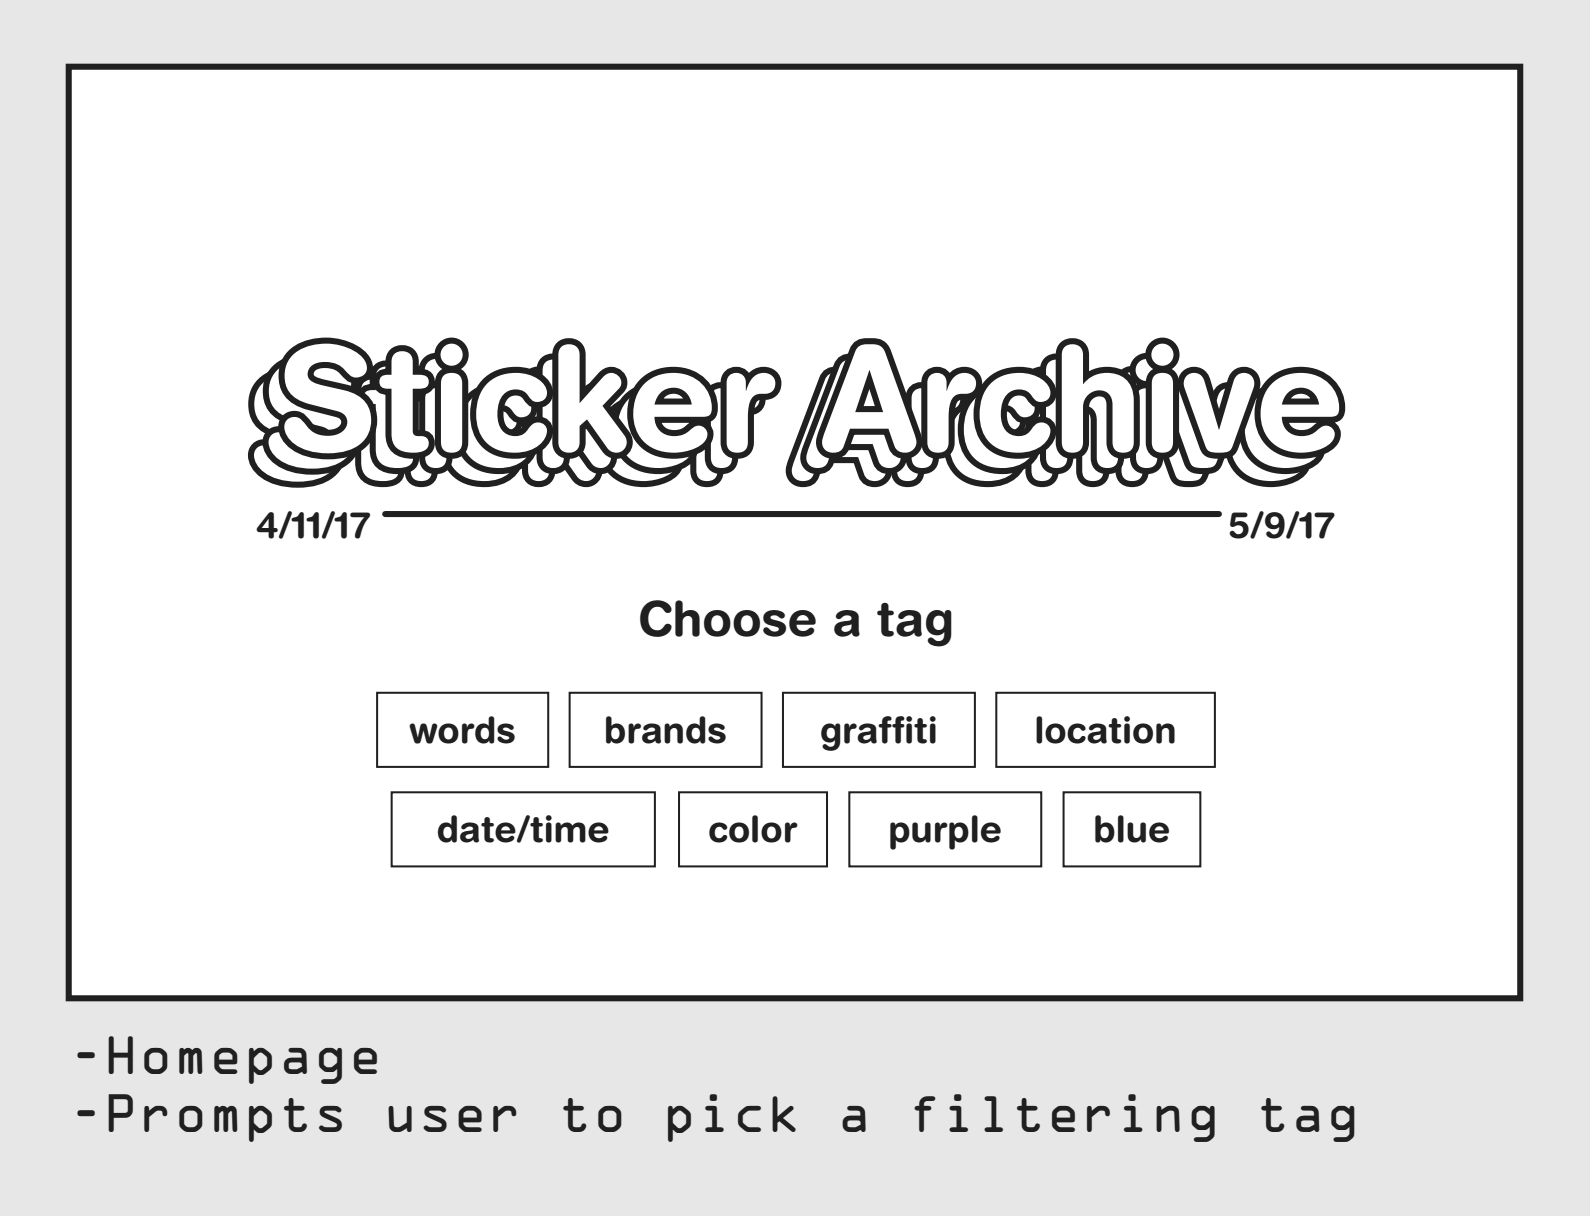 Sticker Archive
4/11/17 5/9/17
Choose a tag
words brands graffiti location
date/time color purple blue
-Homepage
-Prompts user to pick a filtering tag